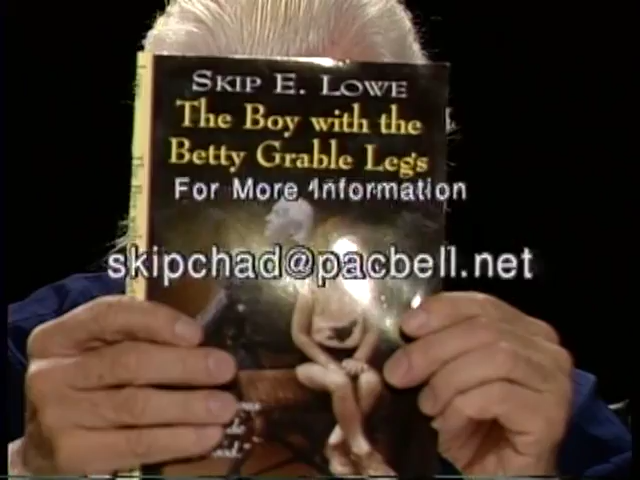 Skip E. Lowe
The Boy with the
Betty Grable Legs
For More Information
skipchad@pacbell.net